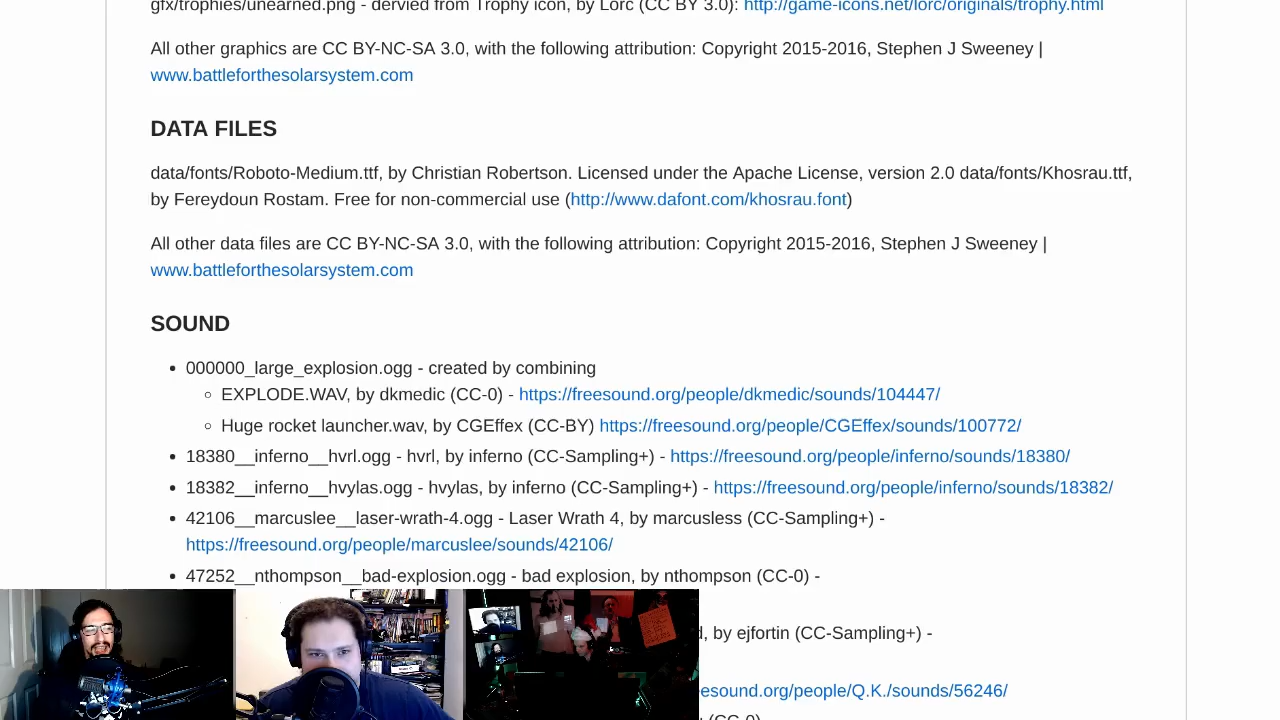 gfx/trophies/unearned.png - dervied from Trophy icon, by Lorc (CC BY 3.0): http://game-icons.net/lorc/originals/trophy.html
All other graphics are CC BY-NC-SA 3.0, with the following attribution: Copyright 2015-2016, Stephen J Sweeney |
www.battleforthesolarsystem.com
DATA FILES
data/fonts/Roboto-Medium.ttf, by Christian Robertson. Licensed under the Apache License, version 2.0 data/fonts/Khosrau.ttf,
by Fereydoun Rostam. Free for non-commercial use (http://www.dafont.com/khosrau.font)
All other data files are CC BY-NC-SA 3.0, with the following attribution: Copyright 2015-2016, Stephen J Sweeney |
www.battleforthesolarsystem.com
SOUND
000000_large_explosion.ogg - created by combining
EXPLODE.WAV, by dkmedic (CC-0) - https://freesound.org/people/dkmedic/sounds/104447/
Huge rocket launcher.wav, by CGEffex (CC-BY) https://freesound.org/people/CGEffex/sounds/100772/
18380__inferno__hvrl.ogg - hvrl, by inferno (CC-Sampling+) - https://freesound.org/people/inferno/sounds/18380/
18382__inferno__hvylas.ogg - hvylas, by inferno (CC-Sampling+) - https://freesound.org/people/inferno/sounds/18382/
42106__marcuslee__laser-wrath-4.ogg - Laser Wrath 4, by marcusless (CC-Sampling+) -
https://freesound.org/people/marcuslee/sounds/42106/
47252__nthompson__bad-explosion.ogg - bad explosion, by nthompson (CC-0) -
d, by ejfortin (CC-Sampling+) -
esound.org/people/Q.K./sounds/56246/
(CC-0)